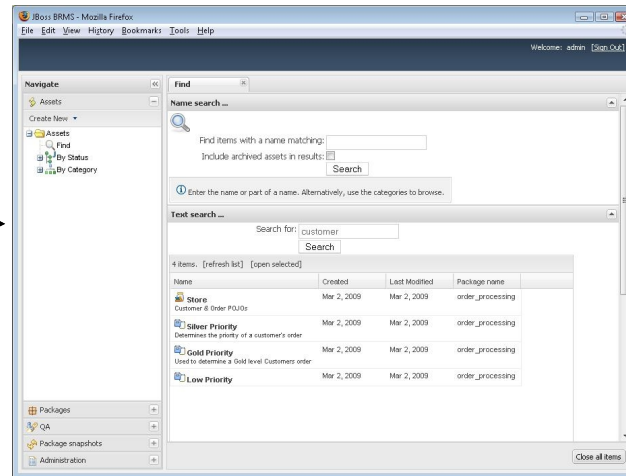 JBoss BRMS - Mozilla Firefox
File Edit View History Bookmarks Tools Help
Welcome: admin [Sign Out]
Navigate
Assets
Create New
Assets
Find
By Status
By Category
Packages
QA
Package snapshots
Administration
Find
Name search ...
Find items with a name matching:
Include archived assets in results:
Search
Enter the name or part of a name. Alternatively, use the categories to browse.
Text search ...
Search for: customer
Search
4 items. [refresh list] [open selected]
Name Created Last Modified Package name
Store Mar 2, 2009 Mar 2, 2009 order_processing
Customer & Order POJOs
Silver Priority Mar 2, 2009 Mar 2, 2009 order_processing
Determines the priority of a customer's order
Gold Priority Mar 2, 2009 Mar 2, 2009 order_processing
Used to determine a Gold level Customers order
Low Priority Mar 2, 2009 Mar 2, 2009 order_processing
Close all items